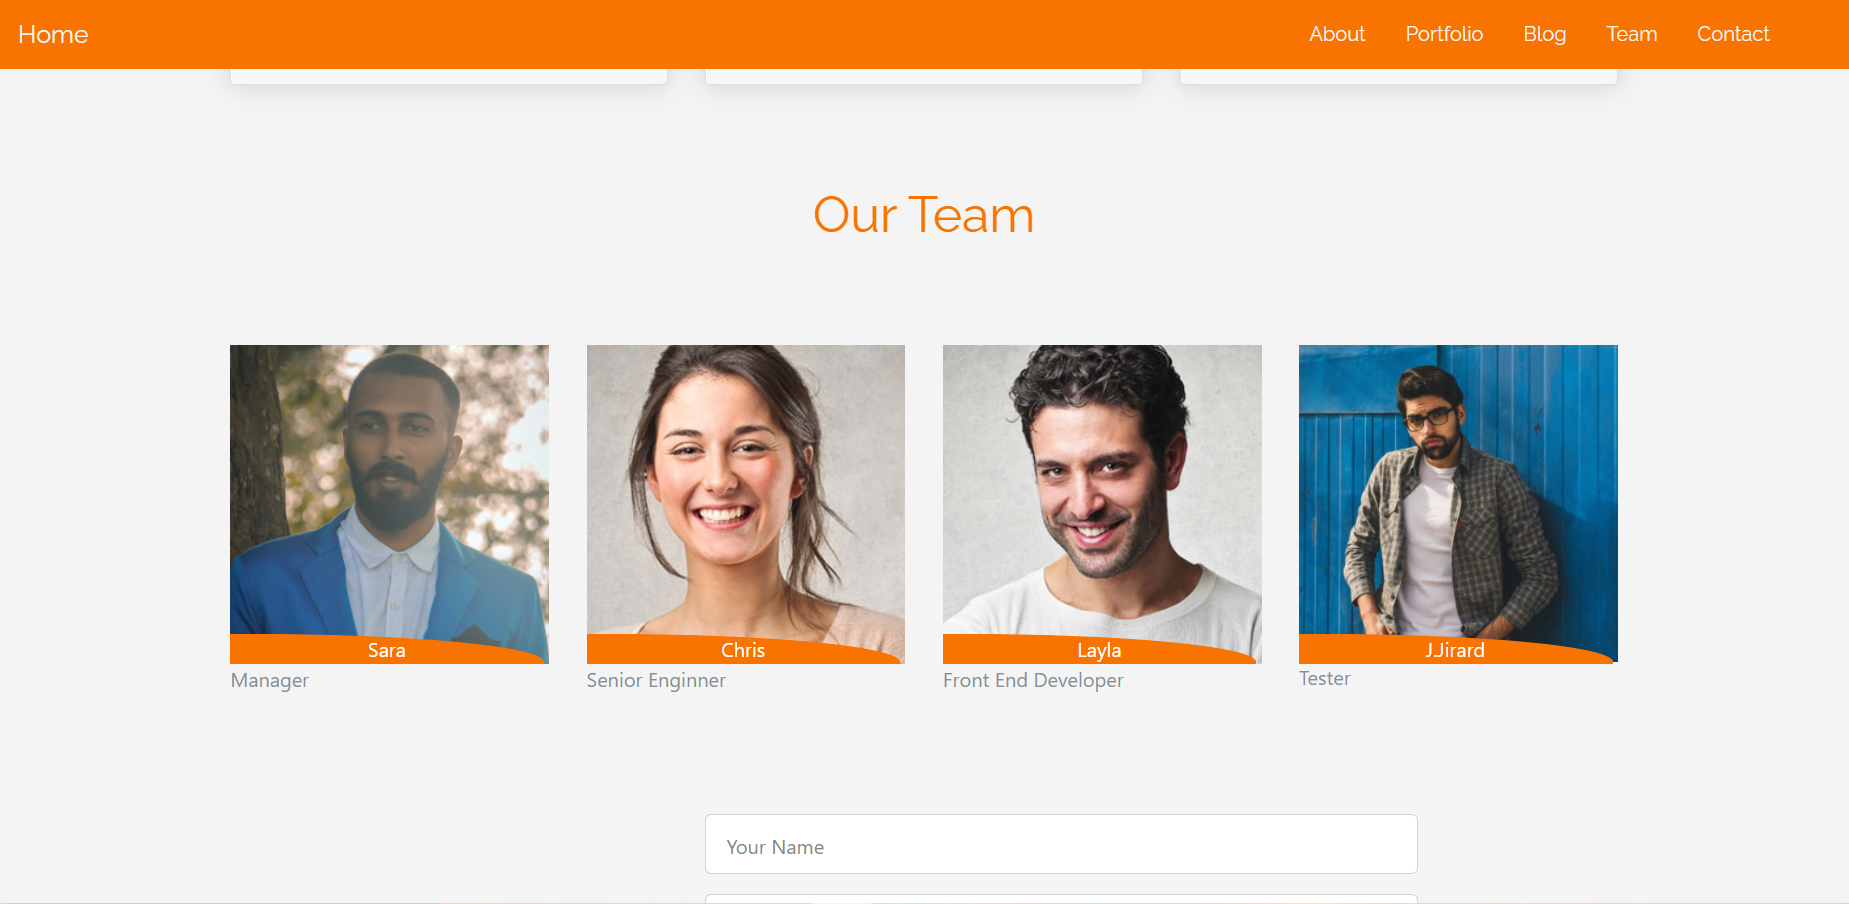 Home About Portfolio Blog Team Contact
Our Team
Sara
Manager
Chris
Senior Enginner
Layla
Front End Developer
J.Jirard
Tester
Your Name